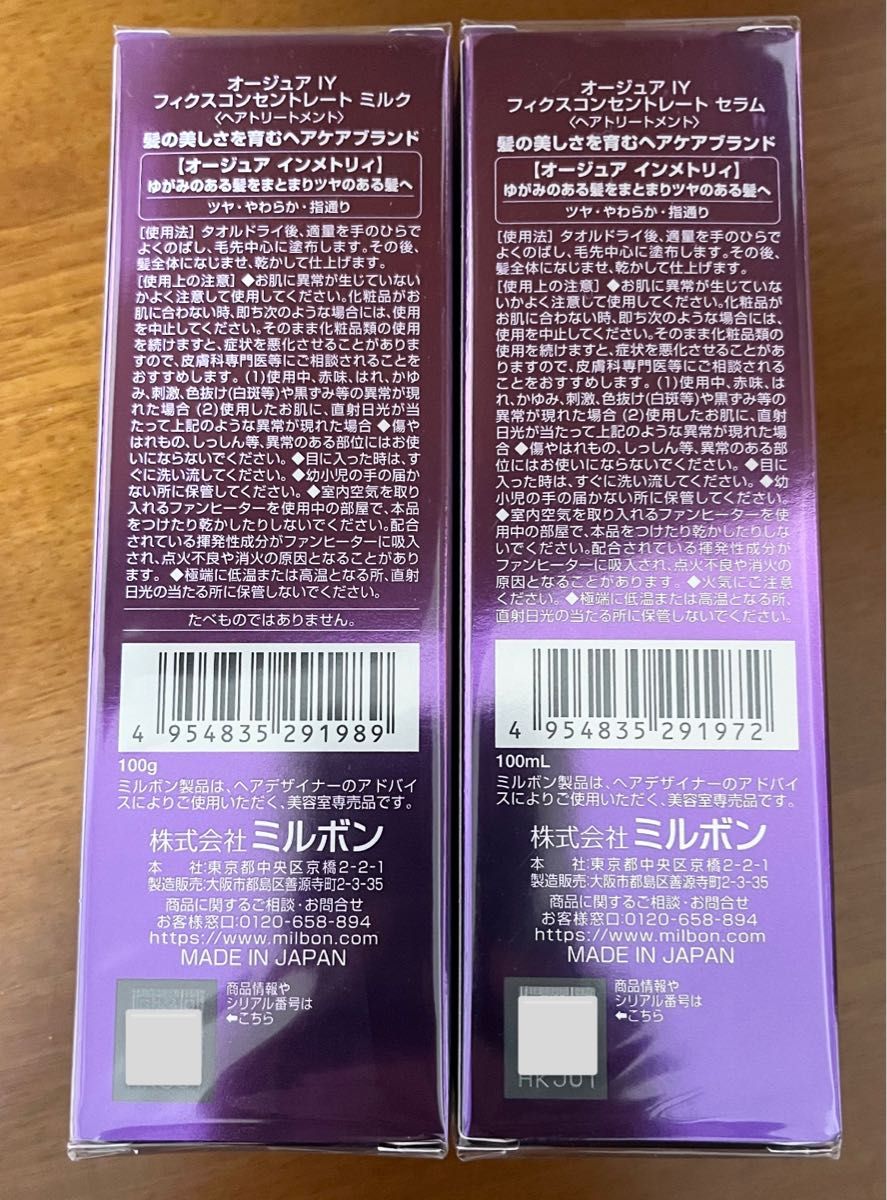 オージュア IY
フィクスコンセントレート ミルク
〈ヘアトリートメント〉
髪の美しさを育むヘアケアブランド
【オージュア インメトリィ】
ゆがみのある髪をまとまりツヤのある髪へ
ツヤ・やわらか・指通り
[使用法] タオルドライ後、適量を手のひらで
よくのばし、毛先中心に塗布します。その後、
髪全体になじませ、乾かして仕上げます。
[使用上の注意] ◆お肌に異常が生じていない
かよく注意して使用してください。化粧品がお
肌に合わない時、即ち次のような場合には、使用
を中止してください。そのまま化粧品類の使用
を続けますと、症状を悪化させることがありま
すので、皮膚科専門医等にご相談されることを
おすすめします。(1)使用中、赤味、はれ、かゆ
み、刺激、色抜け(白斑等)や黒ずみ等の異常が現
れた場合 (2)使用したお肌に、直射日光が当
たって上記のような異常が現れた場合 ◆傷や
はれもの、しっしん等、異常のある部位にはお使
いにならないでください。◆目に入った時は、す
ぐに洗い流してください。◆幼小児の手の届か
ない所に保管してください。◆室内空気を取り
入れるファンヒーターを使用中の部屋で、本品
をつけたり乾かしたりしないでください。配合
されている揮発性成分がファンヒーターに吸入
され、点火不良や消火の原因となることがありま
す。◆極端に低温または高温となる所、直射
日光の当たる所に保管しないでください。
たべものではありません。
4 954835 291989
100g
ミルボン製品は、ヘアデザイナーのアドバイ
スによりご使用いただく、美容室専売品です。
株式会社 ミルボン
本 社:東京都中央区京橋2-2-1
製造販売:大阪市都島区善源寺町2-3-35
商品に関するご相談・お問合せ
お客様窓口:0120-658-894
https://www.milbon.com
MADE IN JAPAN
商品情報や
シリアル番号は
⬅こちら
オージュア IY
フィクスコンセントレート セラム
〈ヘアトリートメント〉
髪の美しさを育むヘアケアブランド
【オージュア インメトリィ】
ゆがみのある髪をまとまりツヤのある髪へ
ツヤ・やわらか・指通り
[使用法] タオルドライ後、適量を手のひらで
よくのばし、毛先中心に塗布します。その後、
髪全体になじませ、乾かして仕上げます。
[使用上の注意] ◆お肌に異常が生じていな
いかよく注意して使用してください。化粧品が
お肌に合わない時、即ち次のような場合には、
使用を中止してください。そのまま化粧品類の
使用を続けますと、症状を悪化させることがあ
りますので、皮膚科専門医等にご相談されるこ
とをおすすめします。(1)使用中、赤味、は
れ、かゆみ、刺激、色抜け(白斑等)や黒ずみ等の
異常が現れた場合 (2)使用したお肌に、直射
日光が当たって上記のような異常が現れた場
合 ◆傷やはれもの、しっしん等、異常のある部
位にはお使いにならないでください。◆目に
入った時は、すぐに洗い流してください。◆幼
小児の手の届かない所に保管してください。
◆室内空気を取り入れるファンヒーターを使
用中の部屋で、本品をつけたり乾かしたりしな
いでください。配合されている揮発性成分が
ファンヒーターに吸入され、点火不良や消火の
原因となることがあります。◆火気にご注意
ください。◆極端に低温または高温となる所、
直射日光の当たる所に保管しないでください。
4 954835 291972
100mL
ミルボン製品は、ヘアデザイナーのアドバイ
スによりご使用いただく、美容室専売品です。
株式会社 ミルボン
本 社:東京都中央区京橋2-2-1
製造販売:大阪市都島区善源寺町2-3-35
商品に関するご相談・お問合せ
お客様窓口:0120-658-894
https://www.milbon.com
MADE IN JAPAN
商品情報や
シリアル番号は
⬅こちら
HKJU1